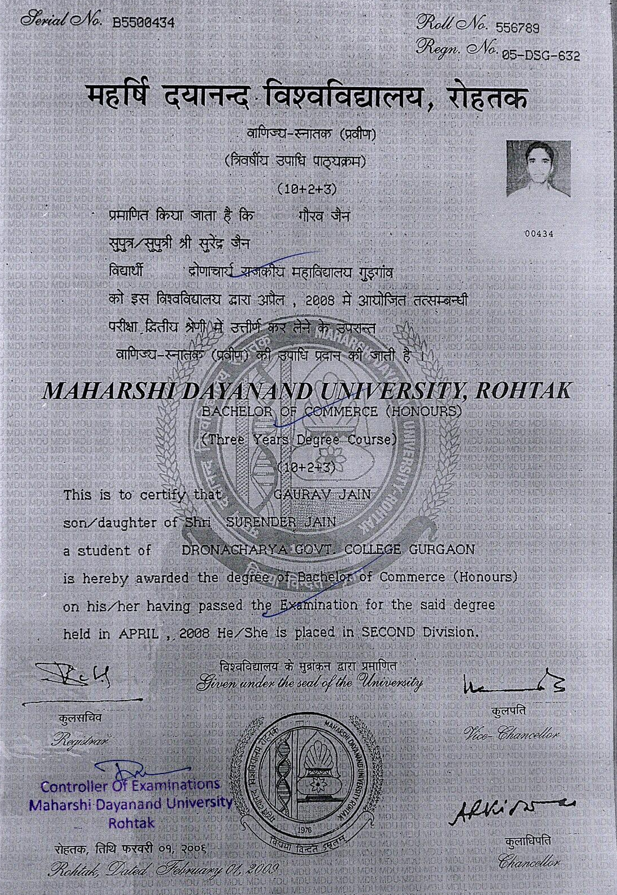 Serial No. B5500434
Roll No. 556789
Regn. No. 05-DSG-632
महर्षि दयानन्द विश्वविद्यालय, रोहतक
वाणिज्य-स्नातक (प्रवीण)
(त्रिवर्षीय उपाधि पाठ्यक्रम)
(10+2+3)
00434
प्रमाणित किया जाता है कि गौरव जैन
सुपुत्र/सुपुत्री श्री सुरेंद्र जैन
विद्यार्थी द्रोणाचार्य राजकीय महाविद्यालय गुड़गांव
को इस विश्वविद्यालय द्वारा अप्रैल , 2008 में आयोजित तत्सम्बन्धी
परीक्षा द्वितीय श्रेणी में उत्तीर्ण कर लेने के उपरान्त
वाणिज्य-स्नातक (प्रवीण) की उपाधि प्रदान की जाती है ।
MAHARSHI DAYANAND UNIVERSITY, ROHTAK
BACHELOR OF COMMERCE (HONOURS)
(Three Years Degree Course)
(10+2+3)
This is to certify that GAURAV JAIN
son/daughter of Shri SURENDER JAIN
a student of DRONACHARYA GOVT. COLLEGE GURGAON
is hereby awarded the degree of Bachelor of Commerce (Honours)
on his/her having passed the Examination for the said degree
held in APRIL , 2008 He/She is placed in SECOND Division.
विश्वविद्यालय के मुद्रांकन द्वारा प्रमाणित
Given under the seal of the University
कुलसचिव
Registrar
कुलपति
Vice-Chancellor
Controller Of Examinations
Maharshi Dayanand University
Rohtak
MAHARSHI DAYANAND UNIVERSITY ROHTAK
1976
रोहतक, तिथि फरवरी ०१, २००९
Rohtak, Dated February 01, 2009
कुलाधिपति
Chancellor